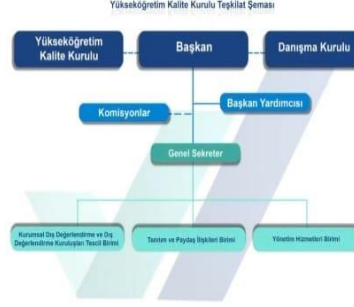 Yükseköğretim Kalite Kurulu Teşkilat Şeması
Yükseköğretim
Kalite Kurulu
Başkan
Danışma Kurulu
Başkan Yardımcısı
Komisyonlar
Genel Sekreter
Kurumsal Dış Değerlendirme ve Dış
Değerlendirme Kuruluşları Tescil Birimi
Tanıtım ve Paydaş İlişkileri Birimi
Yönetim Hizmetleri Birimi